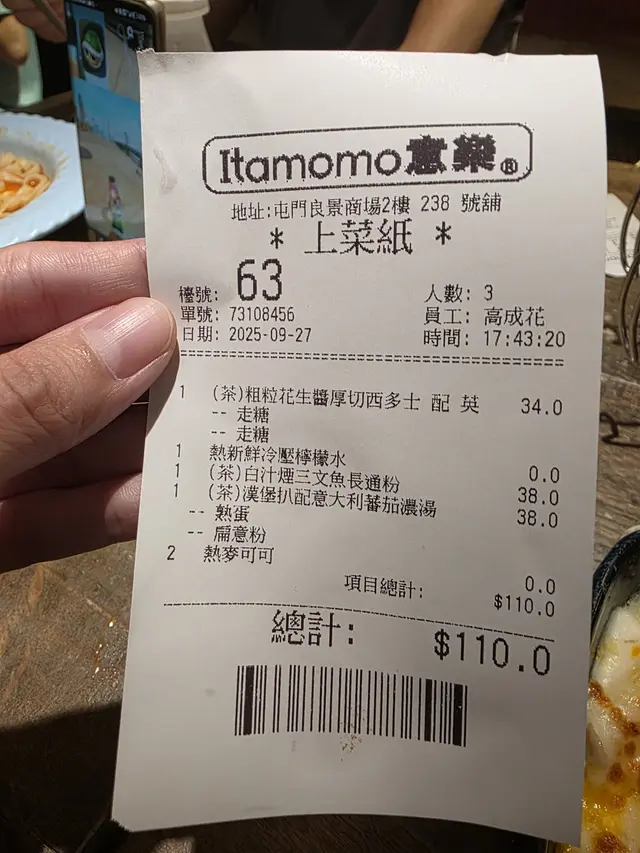 Itamomo意樂®
地址:屯門良景商場2樓 238 號舖
* 上菜紙 *
檯號: 63 人數: 3
單號: 73108456 員工: 高成花
日期: 2025-09-27 時間: 17:43:20
1 (茶)粗粒花生醬厚切西多士 配 英 34.0
-- 走糖
-- 走糖
1 熱新鮮冷壓檸檬水 0.0
1 (茶)白汁煙三文魚長通粉 38.0
1 (茶)漢堡扒配意大利蕃茄濃湯 38.0
-- 熟蛋
-- 扁意粉
2 熱麥可可 0.0
項目總計: $110.0
總計: $110.0